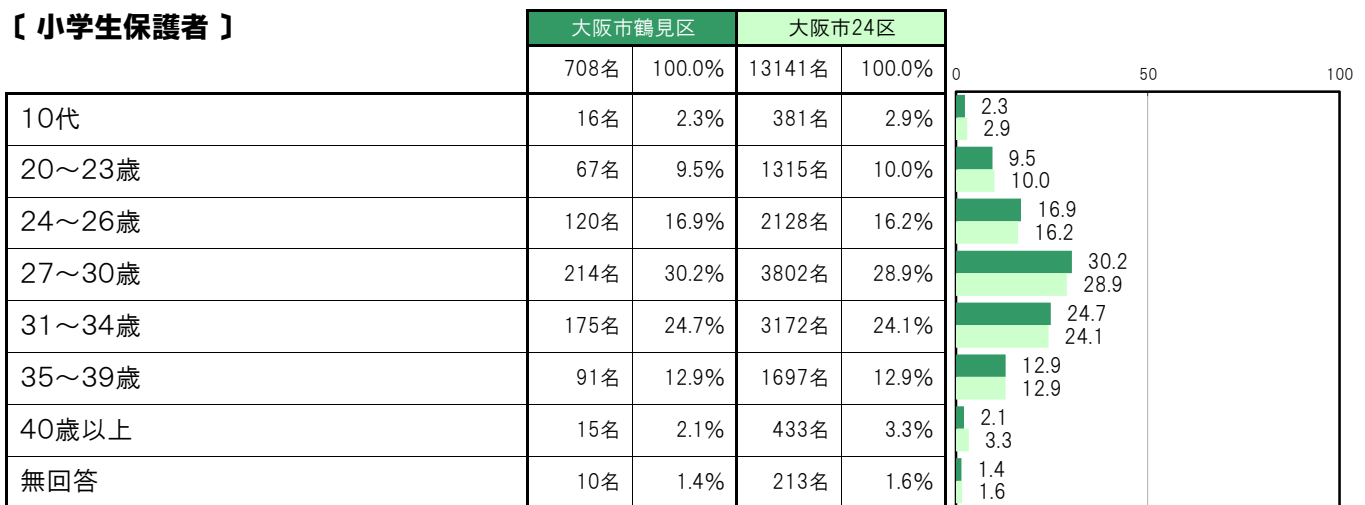 〔 小学生保護者 〕
大阪市鶴見区 大阪市24区
708名 100.0% 13141名 100.0% 0 50 100
10代 16名 2.3% 381名 2.9% 2.3
2.9
20～23歳 67名 9.5% 1315名 10.0% 9.5
10.0
24～26歳 120名 16.9% 2128名 16.2% 16.9
16.2
27～30歳 214名 30.2% 3802名 28.9% 30.2
28.9
31～34歳 175名 24.7% 3172名 24.1% 24.7
24.1
35～39歳 91名 12.9% 1697名 12.9% 12.9
12.9
40歳以上 15名 2.1% 433名 3.3% 2.1
3.3
無回答 10名 1.4% 213名 1.6% 1.4
1.6